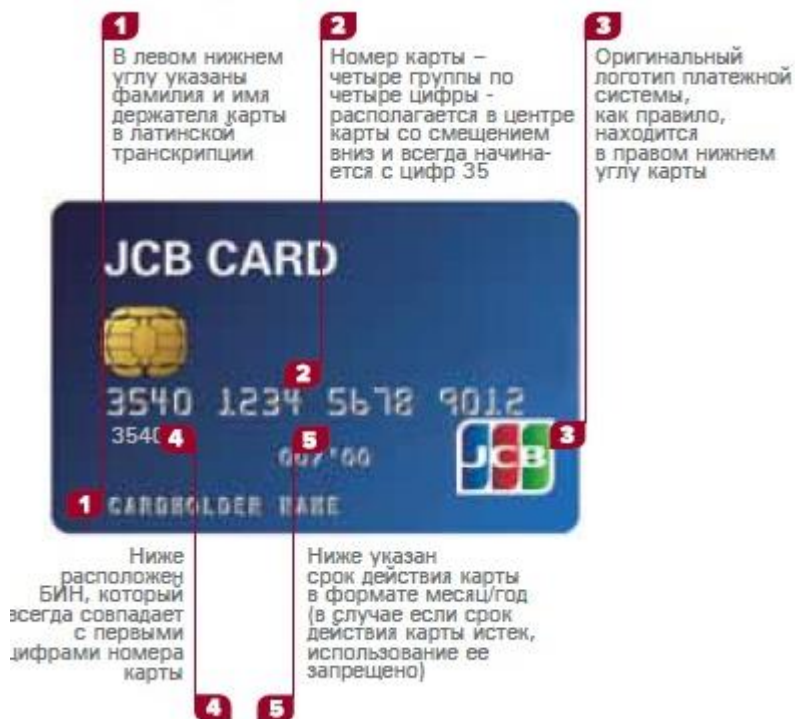 1
В левом нижнем
углу указаны
фамилия и имя
держателя карты
в латинской
транскрипции
2
Номер карты –
четыре группы по
четыре цифры -
располагается в центре
карты со смещением
вниз и всегда начина-
ется с цифр 35
3
Оригинальный
логотип платежной
системы,
как правило,
находится
в правом нижнем
углу карты
JCB CARD
2
3540 1234 5678 9012
3540 4
5
3
JCB
1 CARDHOLDER NAME
Ниже
расположен
БИН, который
всегда совпадает
с первыми
цифрами номера
карты
4
Ниже указан
срок действия карты
в формате месяц/год
(в случае если срок
действия карты истек,
использование ее
запрещено)
5